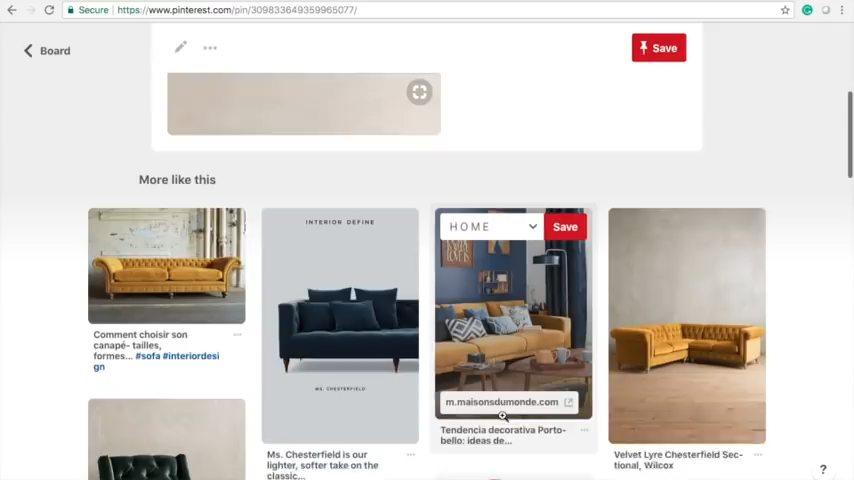 Secure
https://www.pinterest.com/pin/309833649359965077/
Board
Save
More like this
INTERIOR DEFINE
HOME
Save
MS. CHESTERFIELD
m.maisonsdumonde.com
Comment choisir son
canapé- tailles,
formes... #sofa #interiordesi
gn
Ms. Chesterfield is our
lighter, softer take on the
classic...
Tendencia decorativa Porto-
bello: ideas de...
Velvet Lyre Chesterfield Sec-
tional, Wilcox
?